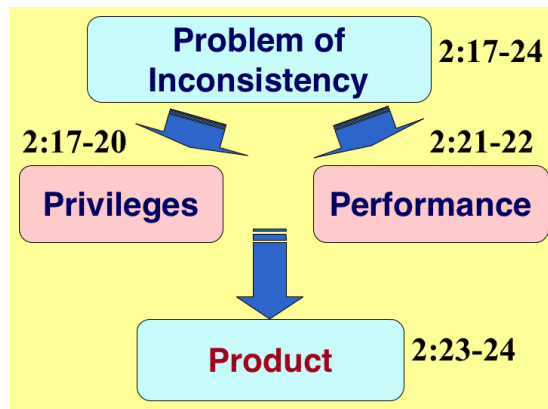 Problem of
Inconsistency
2:17-24
2:17-20
2:21-22
Privileges
Performance
Product
2:23-24